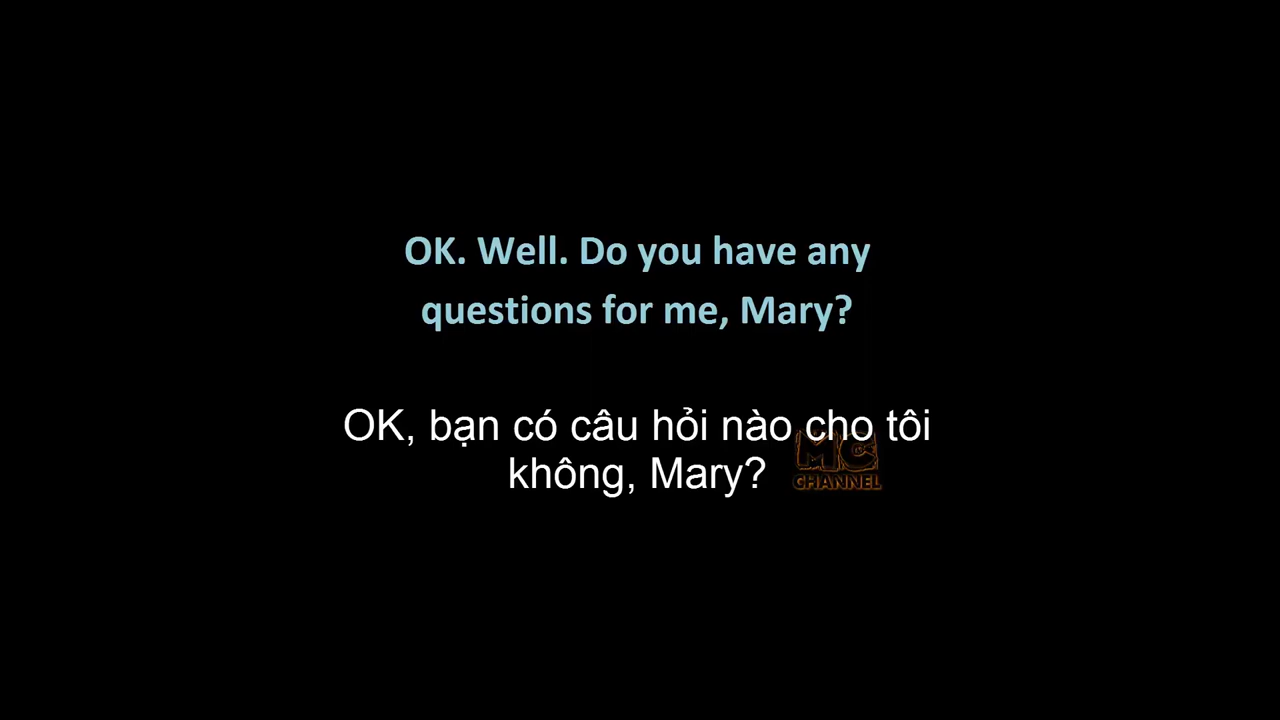 OK. Well. Do you have any
questions for me, Mary?
OK, bạn có câu hỏi nào cho tôi
không, Mary?
MC
CHANNEL